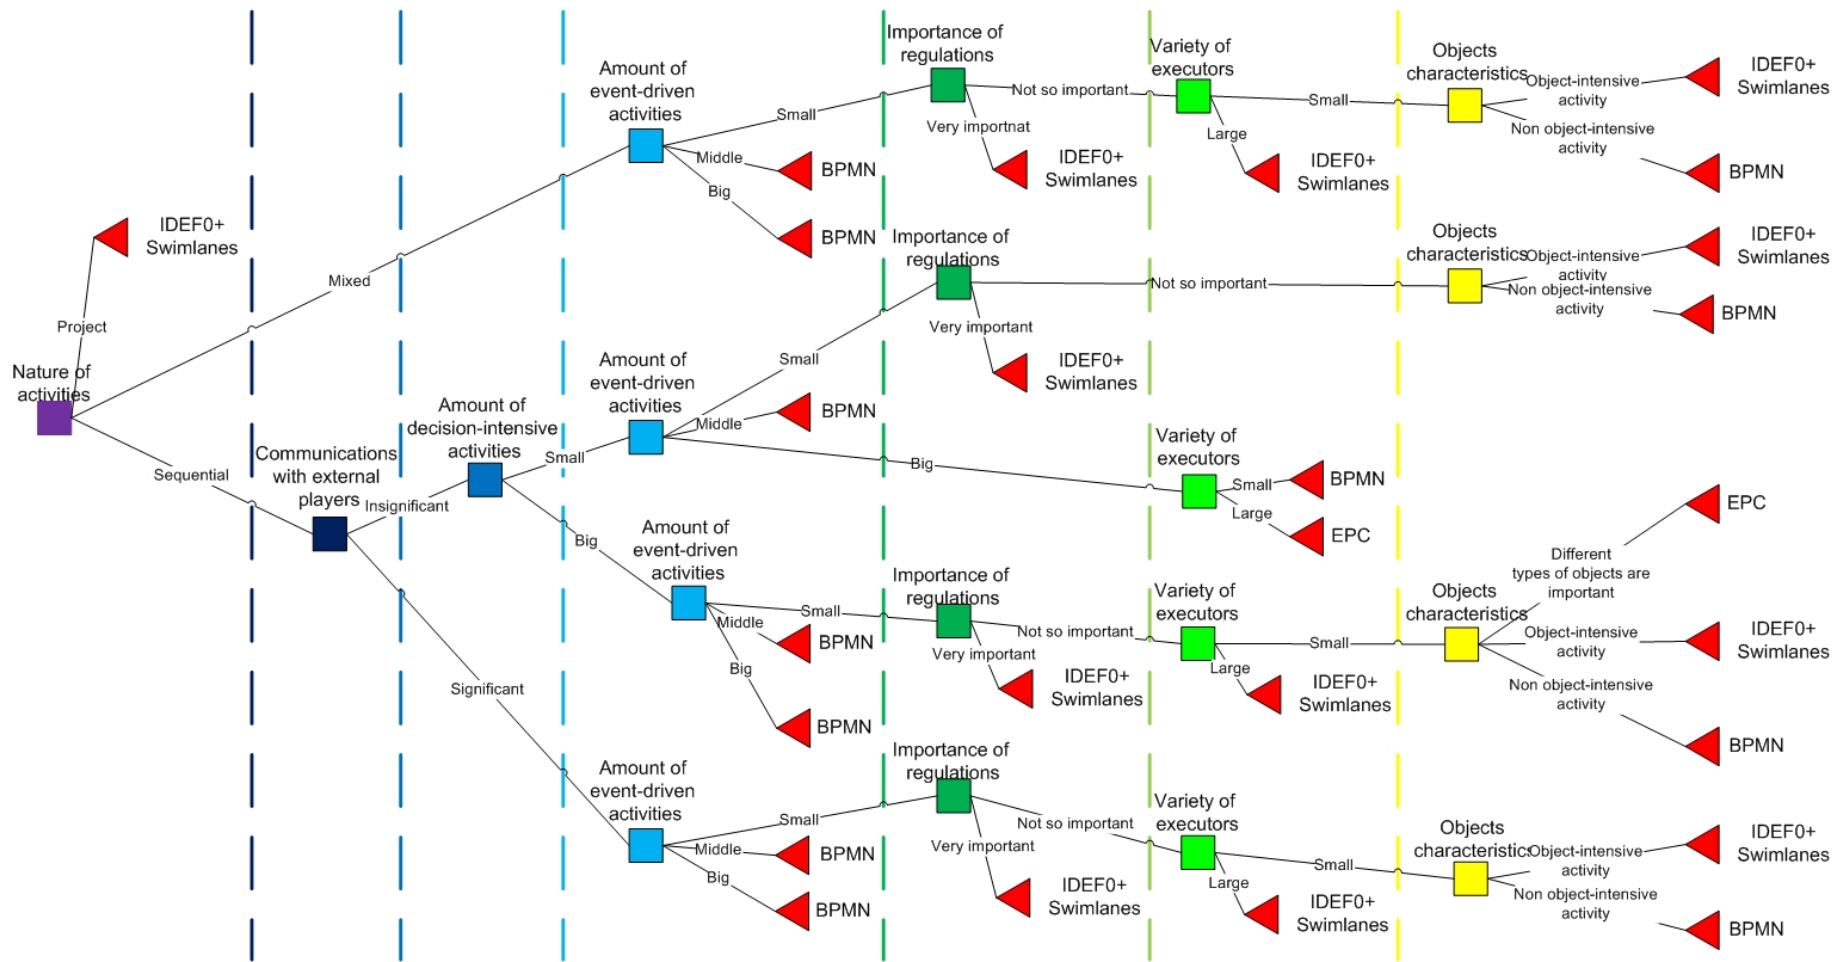 Importance of
regulations
Variety of
executors
Objects
characteristics
Object-intensive
activity
IDEF0+
Swimlanes
Amount of
event-driven
activities
Small
Not so important
Small
Very importnat
Large
Non object-intensive
activity
Middle
BPMN
IDEF0+
Swimlanes
IDEF0+
Swimlanes
BPMN
Big
BPMN
IDEF0+
Swimlanes
Project
Mixed
Nature of
activities
Importance of
regulations
Objects
characteristics
Object-intensive
activity
IDEF0+
Swimlanes
Not so important
Non object-intensive
activity
BPMN
Very important
IDEF0+
Swimlanes
Amount of
event-driven
activities
Small
Middle
BPMN
Big
Amount of
decision-intensive
activities
Small
Variety of
executors
Small
BPMN
Large
EPC
Sequential
Communications
with external
players
Insignificant
Big
Amount of
event-driven
activities
Small
Middle
BPMN
Big
BPMN
Importance of
regulations
Not so important
Very important
IDEF0+
Swimlanes
Variety of
executors
Small
Large
IDEF0+
Swimlanes
Objects
characteristics
Different
types of objects are
important
EPC
Object-intensive
activity
IDEF0+
Swimlanes
Non object-intensive
activity
BPMN
Significant
Amount of
event-driven
activities
Small
Middle
BPMN
Big
BPMN
Importance of
regulations
Not so important
Very important
IDEF0+
Swimlanes
Variety of
executors
Small
Large
IDEF0+
Swimlanes
Objects
characteristics
Object-intensive
activity
IDEF0+
Swimlanes
Non object-intensive
activity
BPMN